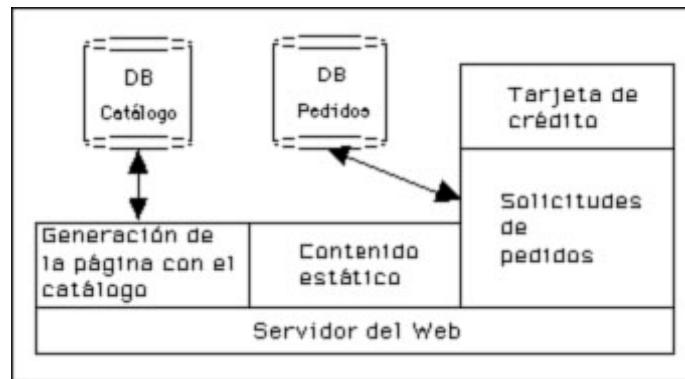 DB
Catálogo
DB
Pedidos
Tarjeta de
crédito
Solicitudes
de
pedidos
Generación de
la página con el
catálogo
Contenido
estático
Servidor del Web